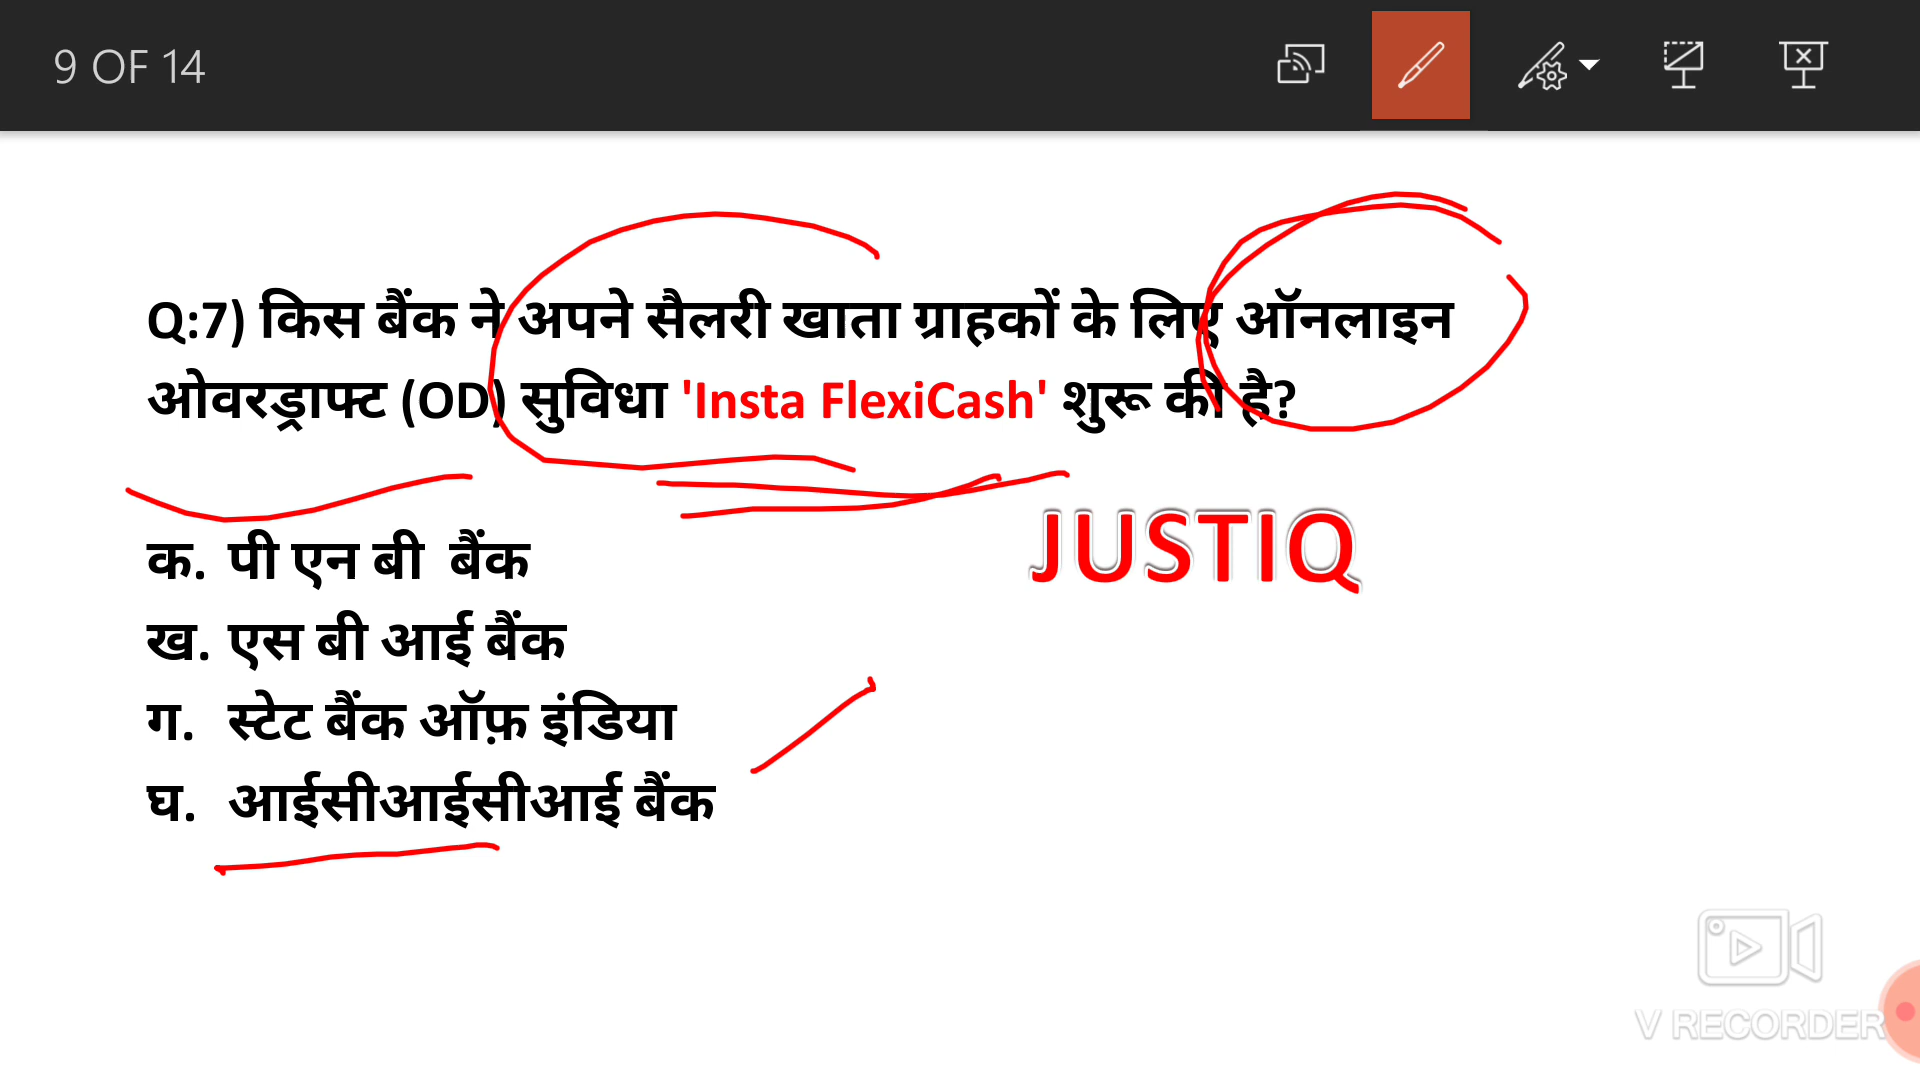 9 OF 14
Q:7) किस बैंक ने अपने सैलरी खाता ग्राहकों के लिए ऑनलाइन
ओवरड्राफ्ट (OD) सुविधा 'Insta FlexiCash' शुरू की है?
JUSTIQ
क. पी एन बी बैंक
ख. एस बी आई बैंक
ग. स्टेट बैंक ऑफ़ इंडिया
घ. आईसीआईसीआई बैंक
V RECORDER